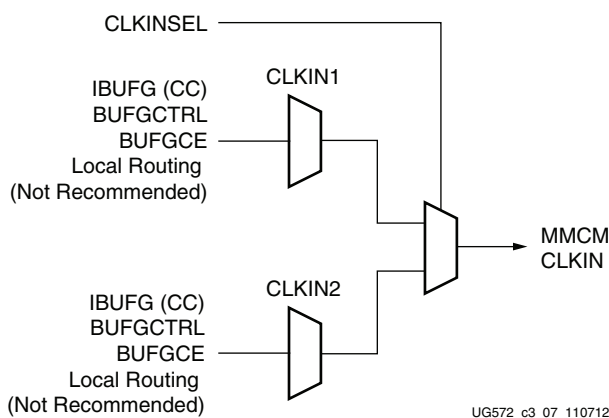 CLKINSEL
IBUFG (CC)
BUFGCTRL
BUFGCE
Local Routing
(Not Recommended)
CLKIN1
MMCM
CLKIN
IBUFG (CC)
BUFGCTRL
BUFGCE
Local Routing
(Not Recommended)
CLKIN2
UG572_c3_07_110712